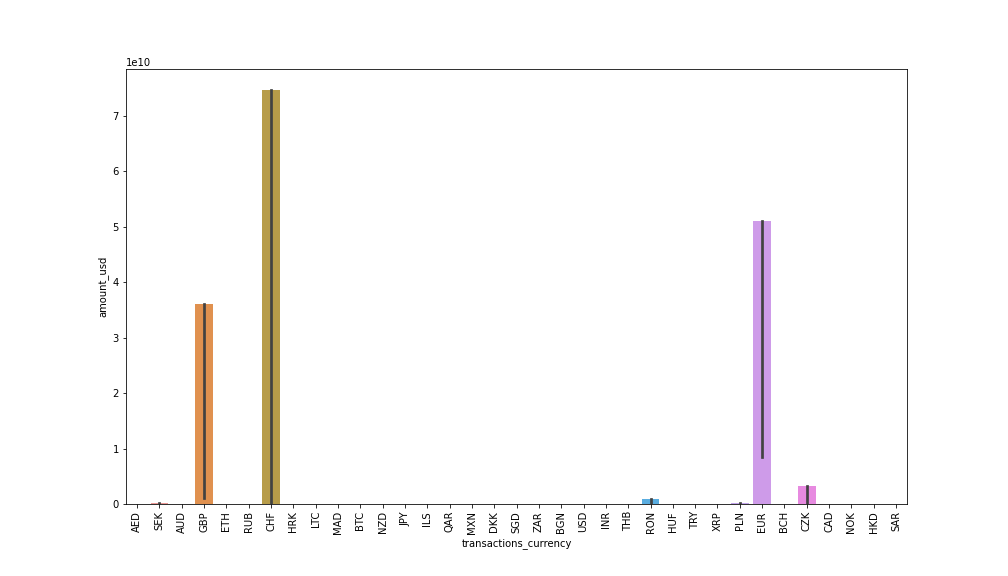 1e10
7
6
5
4
3
2
1
0
amount_usd
AED SEK AUD GBP ETH RUB CHF HRK LTC MAD BTC NZD JPY ILS QAR MXN DKK SGD ZAR BGN USD INR THB RON HUF TRY XRP PLN EUR BCH CZK CAD NOK HKD SAR
transactions_currency